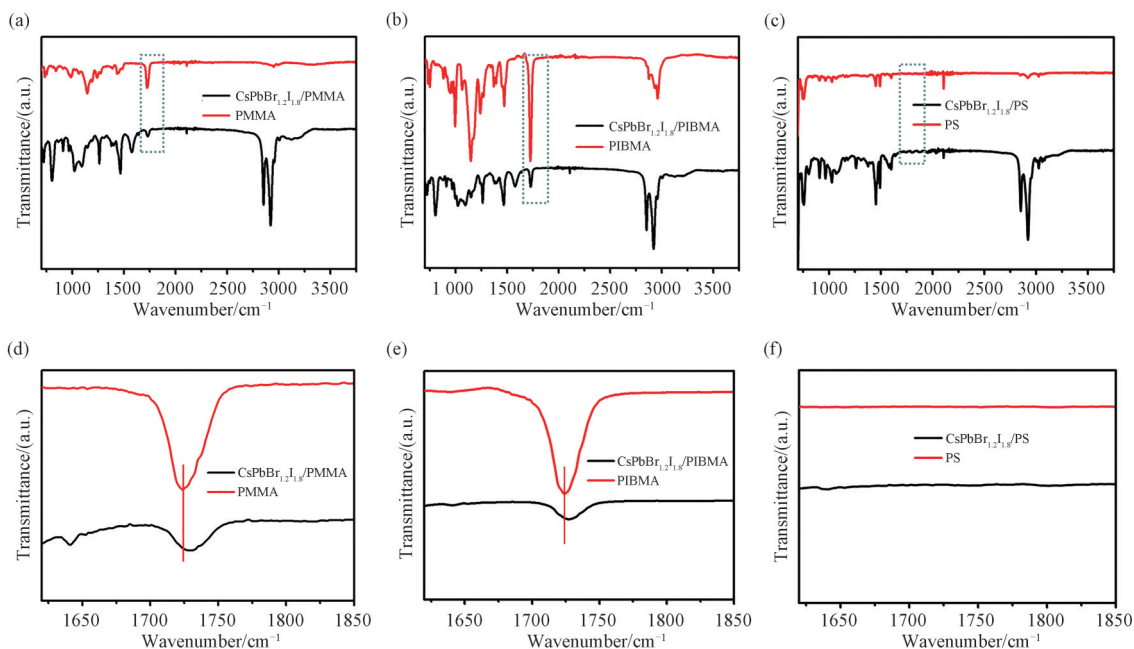 (a)
Transmittance/(a.u.)
CsPbBr₁.₂I₁.₈/PMMA
PMMA
1000 1500 2000 2500 3000 3500
Wavenumber/cm⁻¹
(b)
Transmittance/(a.u.)
CsPbBr₁.₂I₁.₈/PIBMA
PIBMA
1 000 1500 2000 2500 3000 3500
Wavenumber/cm⁻¹
(c)
Transmittance/(a.u.)
CsPbBr₁.₂I₁.₈/PS
PS
1000 1500 2000 2500 3000 3500
Wavenumber/cm⁻¹
(d)
Transmittance/(a.u.)
CsPbBr₁.₂I₁.₈/PMMA
PMMA
1650 1700 1750 1800 1850
Wavenumber/cm⁻¹
(e)
Transmittance/(a.u.)
CsPbBr₁.₂I₁.₈/PIBMA
PIBMA
1650 1700 1750 1800 1850
Wavenumber/cm⁻¹
(f)
Transmittance/(a.u.)
CsPbBr₁.₂I₁.₈/PS
PS
1650 1700 1750 1800 1850
Wavenumber/cm⁻¹